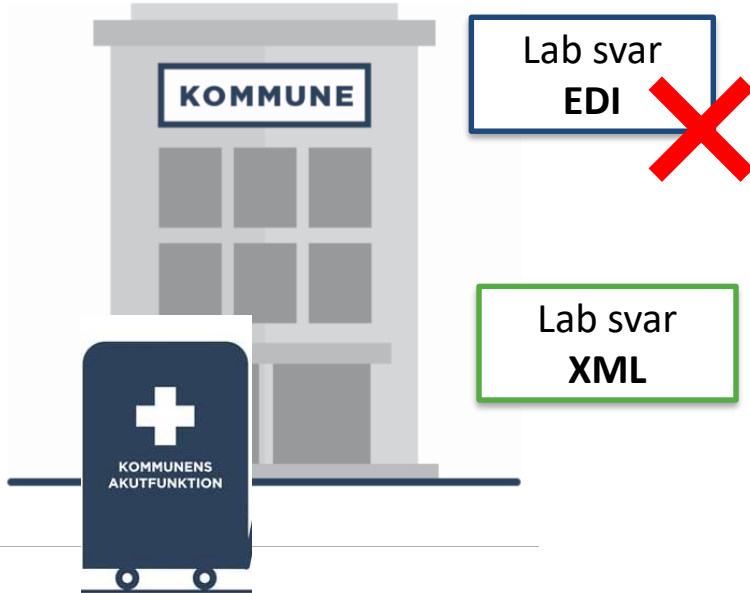 KOMMUNE
Lab svar
EDI
Lab svar
XML
KOMMUNENS
AKUTFUNKTION